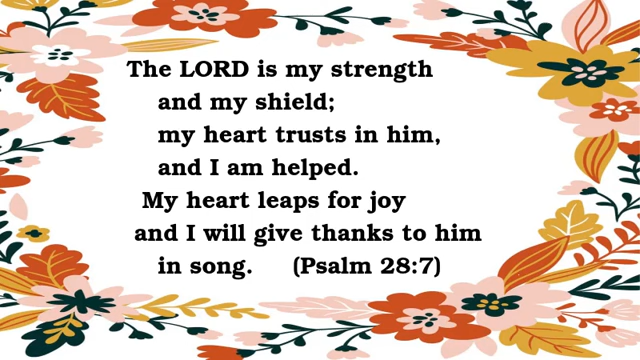 The LORD is my strength
and my shield;
my heart trusts in him,
and I am helped.
My heart leaps for joy
and I will give thanks to him
in song. (Psalm 28:7)